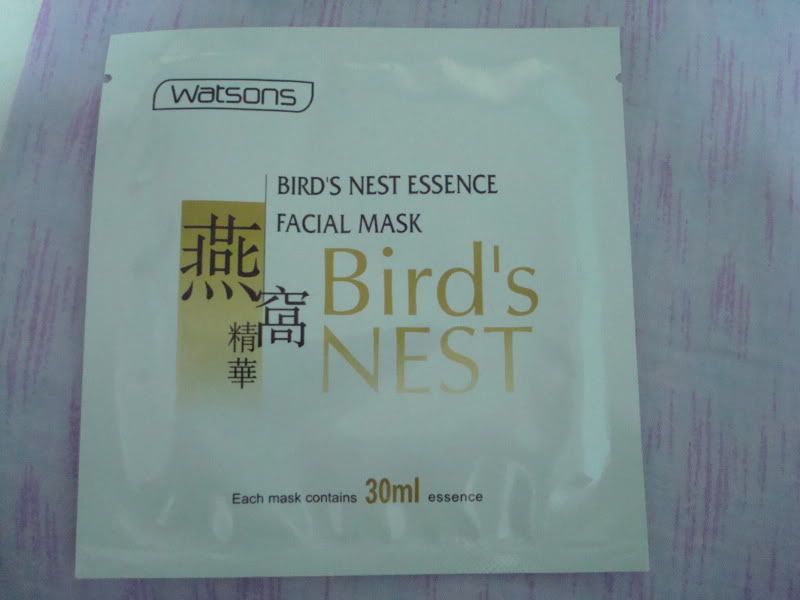 watsons
BIRD'S NEST ESSENCE
FACIAL MASK
燕窩
精華
Bird's
NEST
Each mask contains 30ml essence